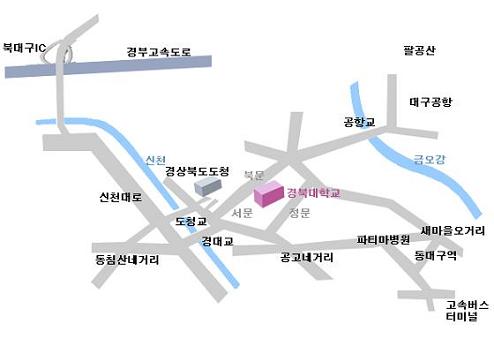 북대구IC
경부고속도로
팔공산
대구공항
공항교
신천
경상북도도청
북문
금오강
신천대로
경북대학교
도청교
서문
정문
경대교
새마을오거리
파티마병원
동침산네거리
공고네거리
동대구역
고속버스
터미널